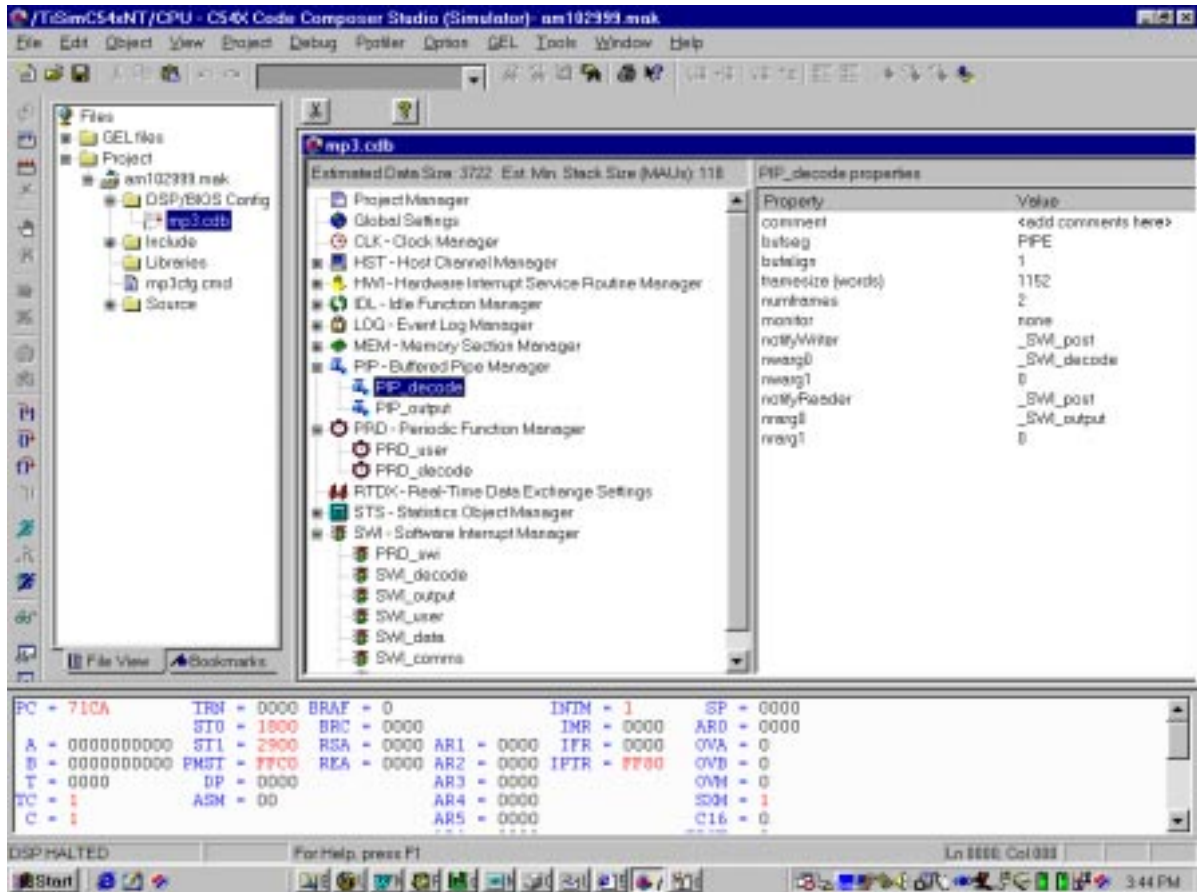 /TiSimC54xNT/CPU - C54X Code Composer Studio (Simulator)- am102999.mak
File Edit Object View Project Debug Profiler Option GEL Tools Window Help
Files
GEL files
Project
am102999.mak
DSP/BIOS Config
mp3.cdb
Include
Libraries
mp3cfg.cmd
Source
File View
Bookmarks
mp3.cdb
Estimated Data Size: 3722 Est. Min. Stack Size (MAUs): 118
Project Manager
Global Settings
CLK - Clock Manager
HST - Host Channel Manager
HWI - Hardware Interrupt Service Routine Manager
IDL - Idle Function Manager
LOG - Event Log Manager
MEM - Memory Section Manager
PIP - Buffered Pipe Manager
PIP_decode
PIP_output
PRD - Periodic Function Manager
PRD_user
PRD_decode
RTDX - Real-Time Data Exchange Settings
STS - Statistics Object Manager
SWI - Software Interrupt Manager
PRD_swi
SWI_decode
SWI_output
SWI_user
SWI_data
SWI_comms
PIP_decode properties
Property Value
comment <add comments here>
bufseg PIPE
bufalign 1
framesize (words) 1152
numframes 2
monitor none
notifyWriter _SWI_post
nwarg0 _SWI_decode
nwarg1 0
notifyReader _SWI_post
nrarg0 _SWI_output
nrarg1 0
PC = 71CA TRN = 0000 BRAF = 0 INTM = 1 SP = 0000
ST0 = 1800 BRC = 0000 IMR = 0000 AR0 = 0000
A = 0000000000 ST1 = 2900 RSA = 0000 AR1 = 0000 IFR = 0000 OVA = 0
B = 0000000000 PMST = FFC0 REA = 0000 AR2 = 0000 IPTR = FF80 OVB = 0
T = 0000 DP = 0000 AR3 = 0000 OVM = 0
TC = 1 ASM = 00 AR4 = 0000 SXM = 1
C = 1 AR5 = 0000 C16 = 0
DSP HALTED For Help, press F1
Start 3:44 PM